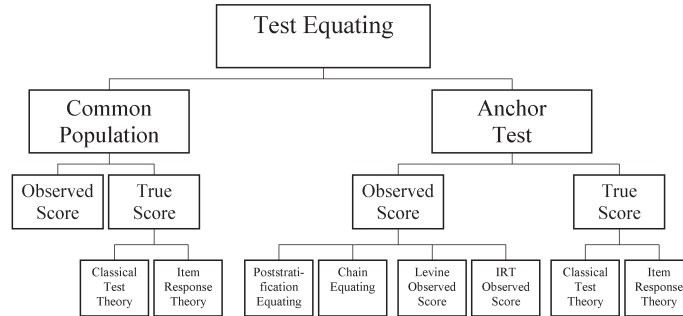 Test Equating
Common
Population
Anchor
Test
Observed
Score
True
Score
Observed
Score
True
Score
Classical
Test
Theory
Item
Response
Theory
Poststrati-
fication
Equating
Chain
Equating
Levine
Observed
Score
IRT
Observed
Score
Classical
Test
Theory
Item
Response
Theory